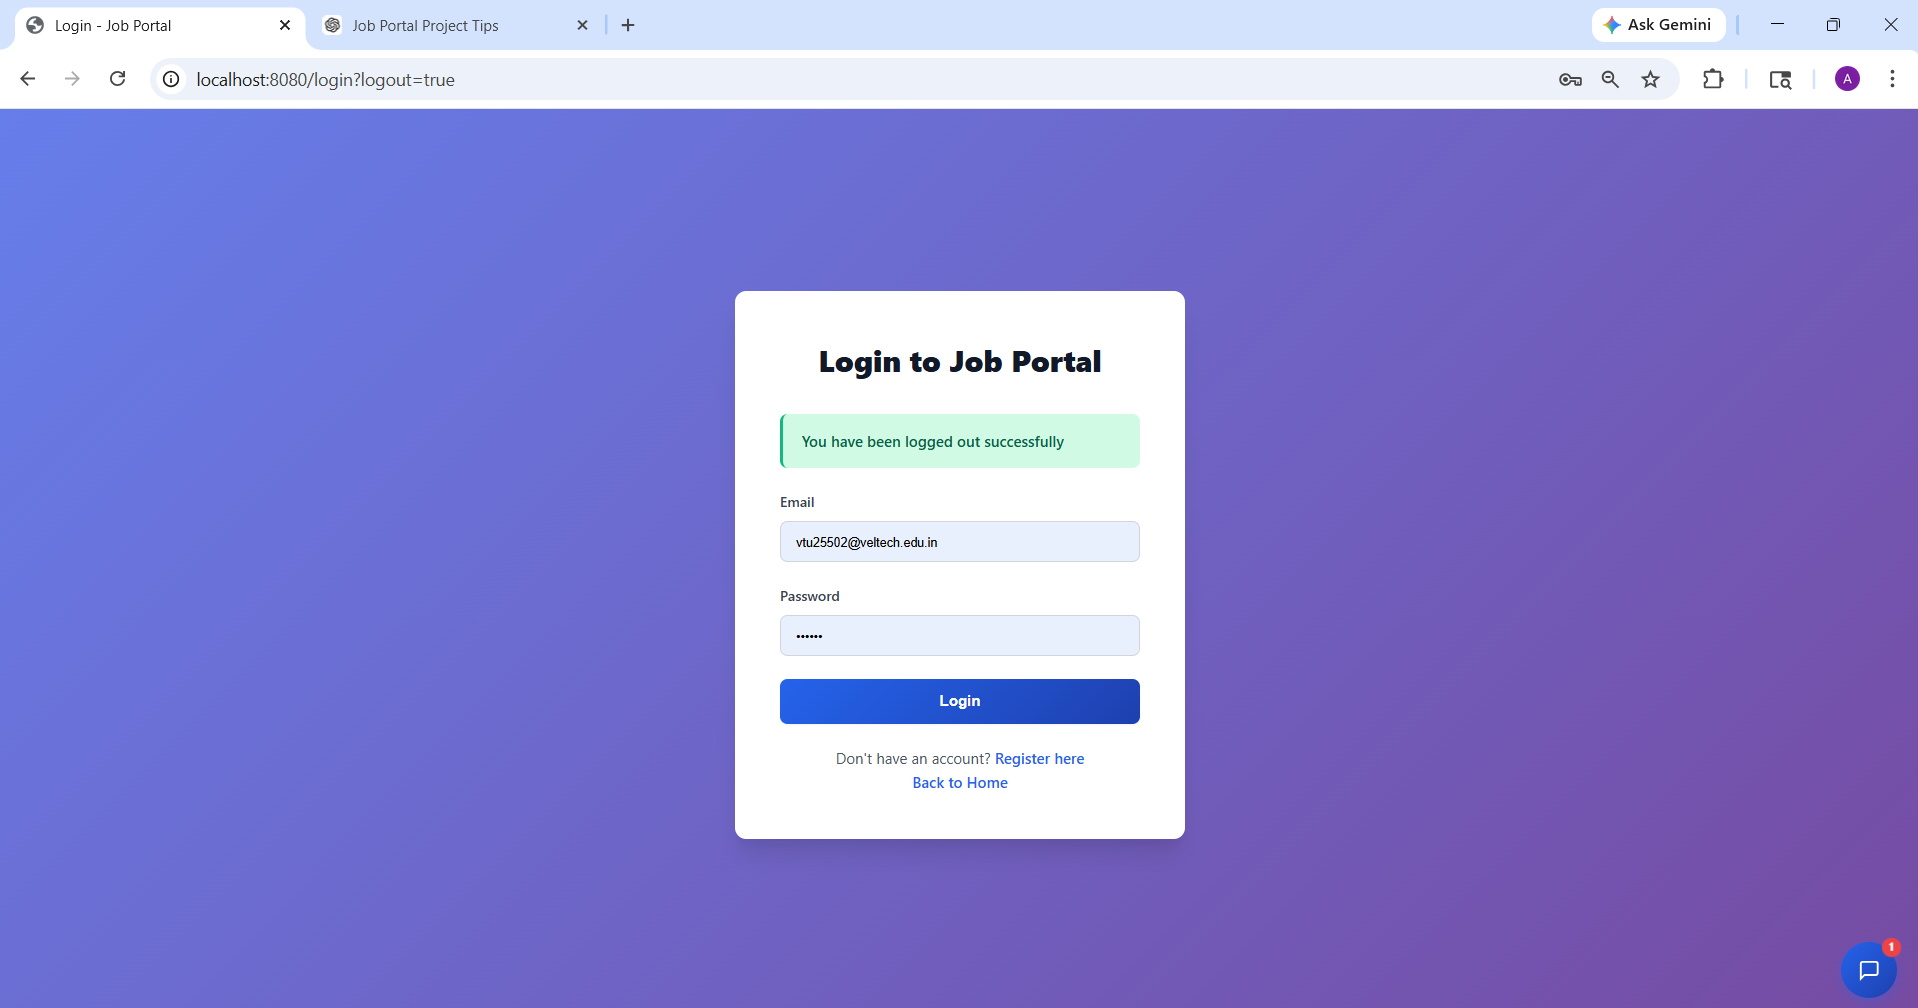 Login - Job Portal
Job Portal Project Tips
Ask Gemini
localhost:8080/login?logout=true
A
Login to Job Portal
You have been logged out successfully
Email
vtu25502@veltech.edu.in
Password
••••••
Login
Don't have an account? Register here
Back to Home
1